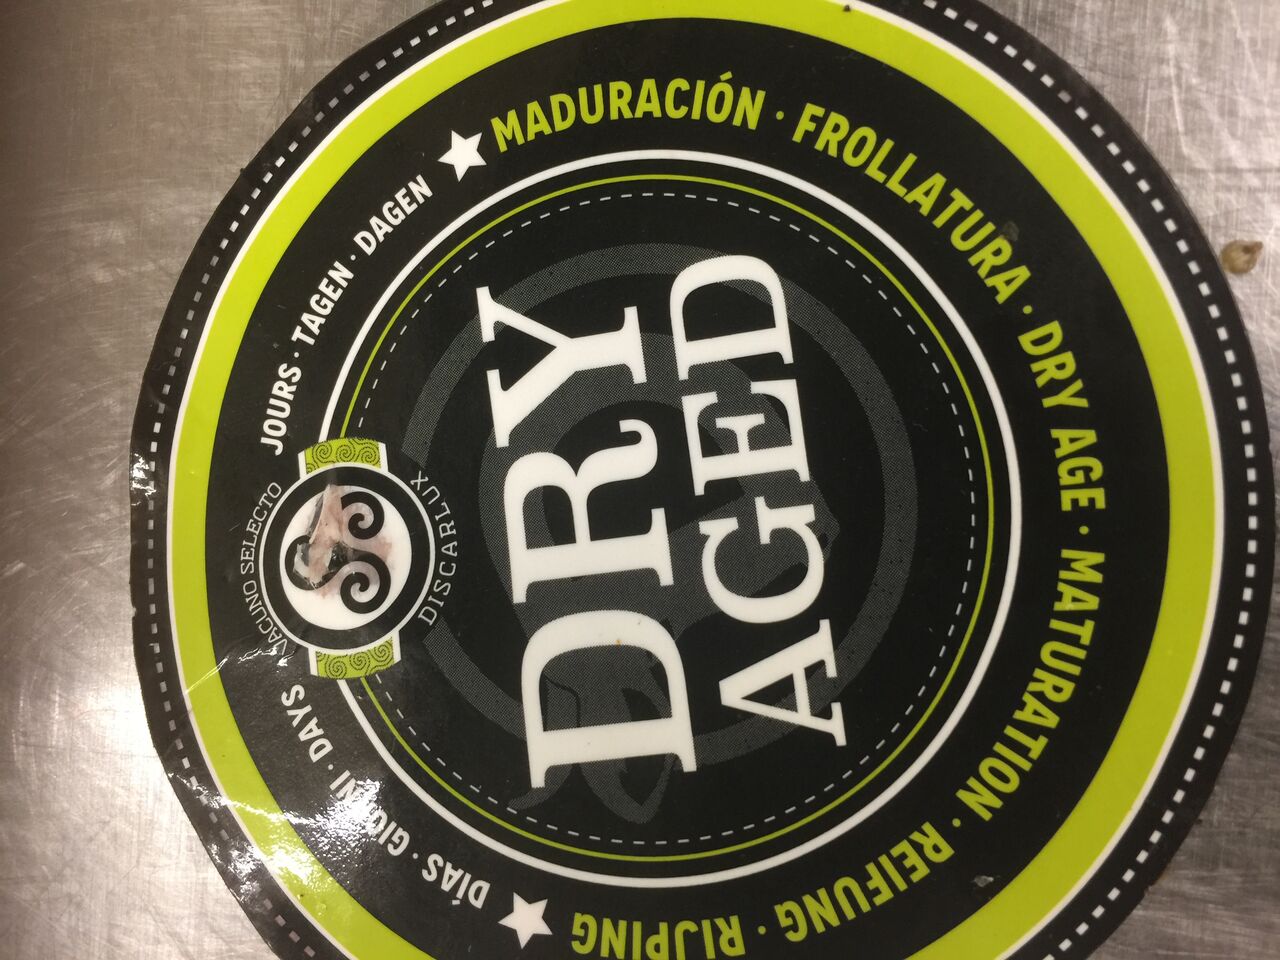 MADURACIÓN · FROLLATURA · DRY AGE · MATURATION · REIFUNG · RIJPING
DRY
AGED
DÍAS · GIORNI · DAYS
JOURS · TAGEN · DAGEN
VACUNO SELECTO
DISCARLUX